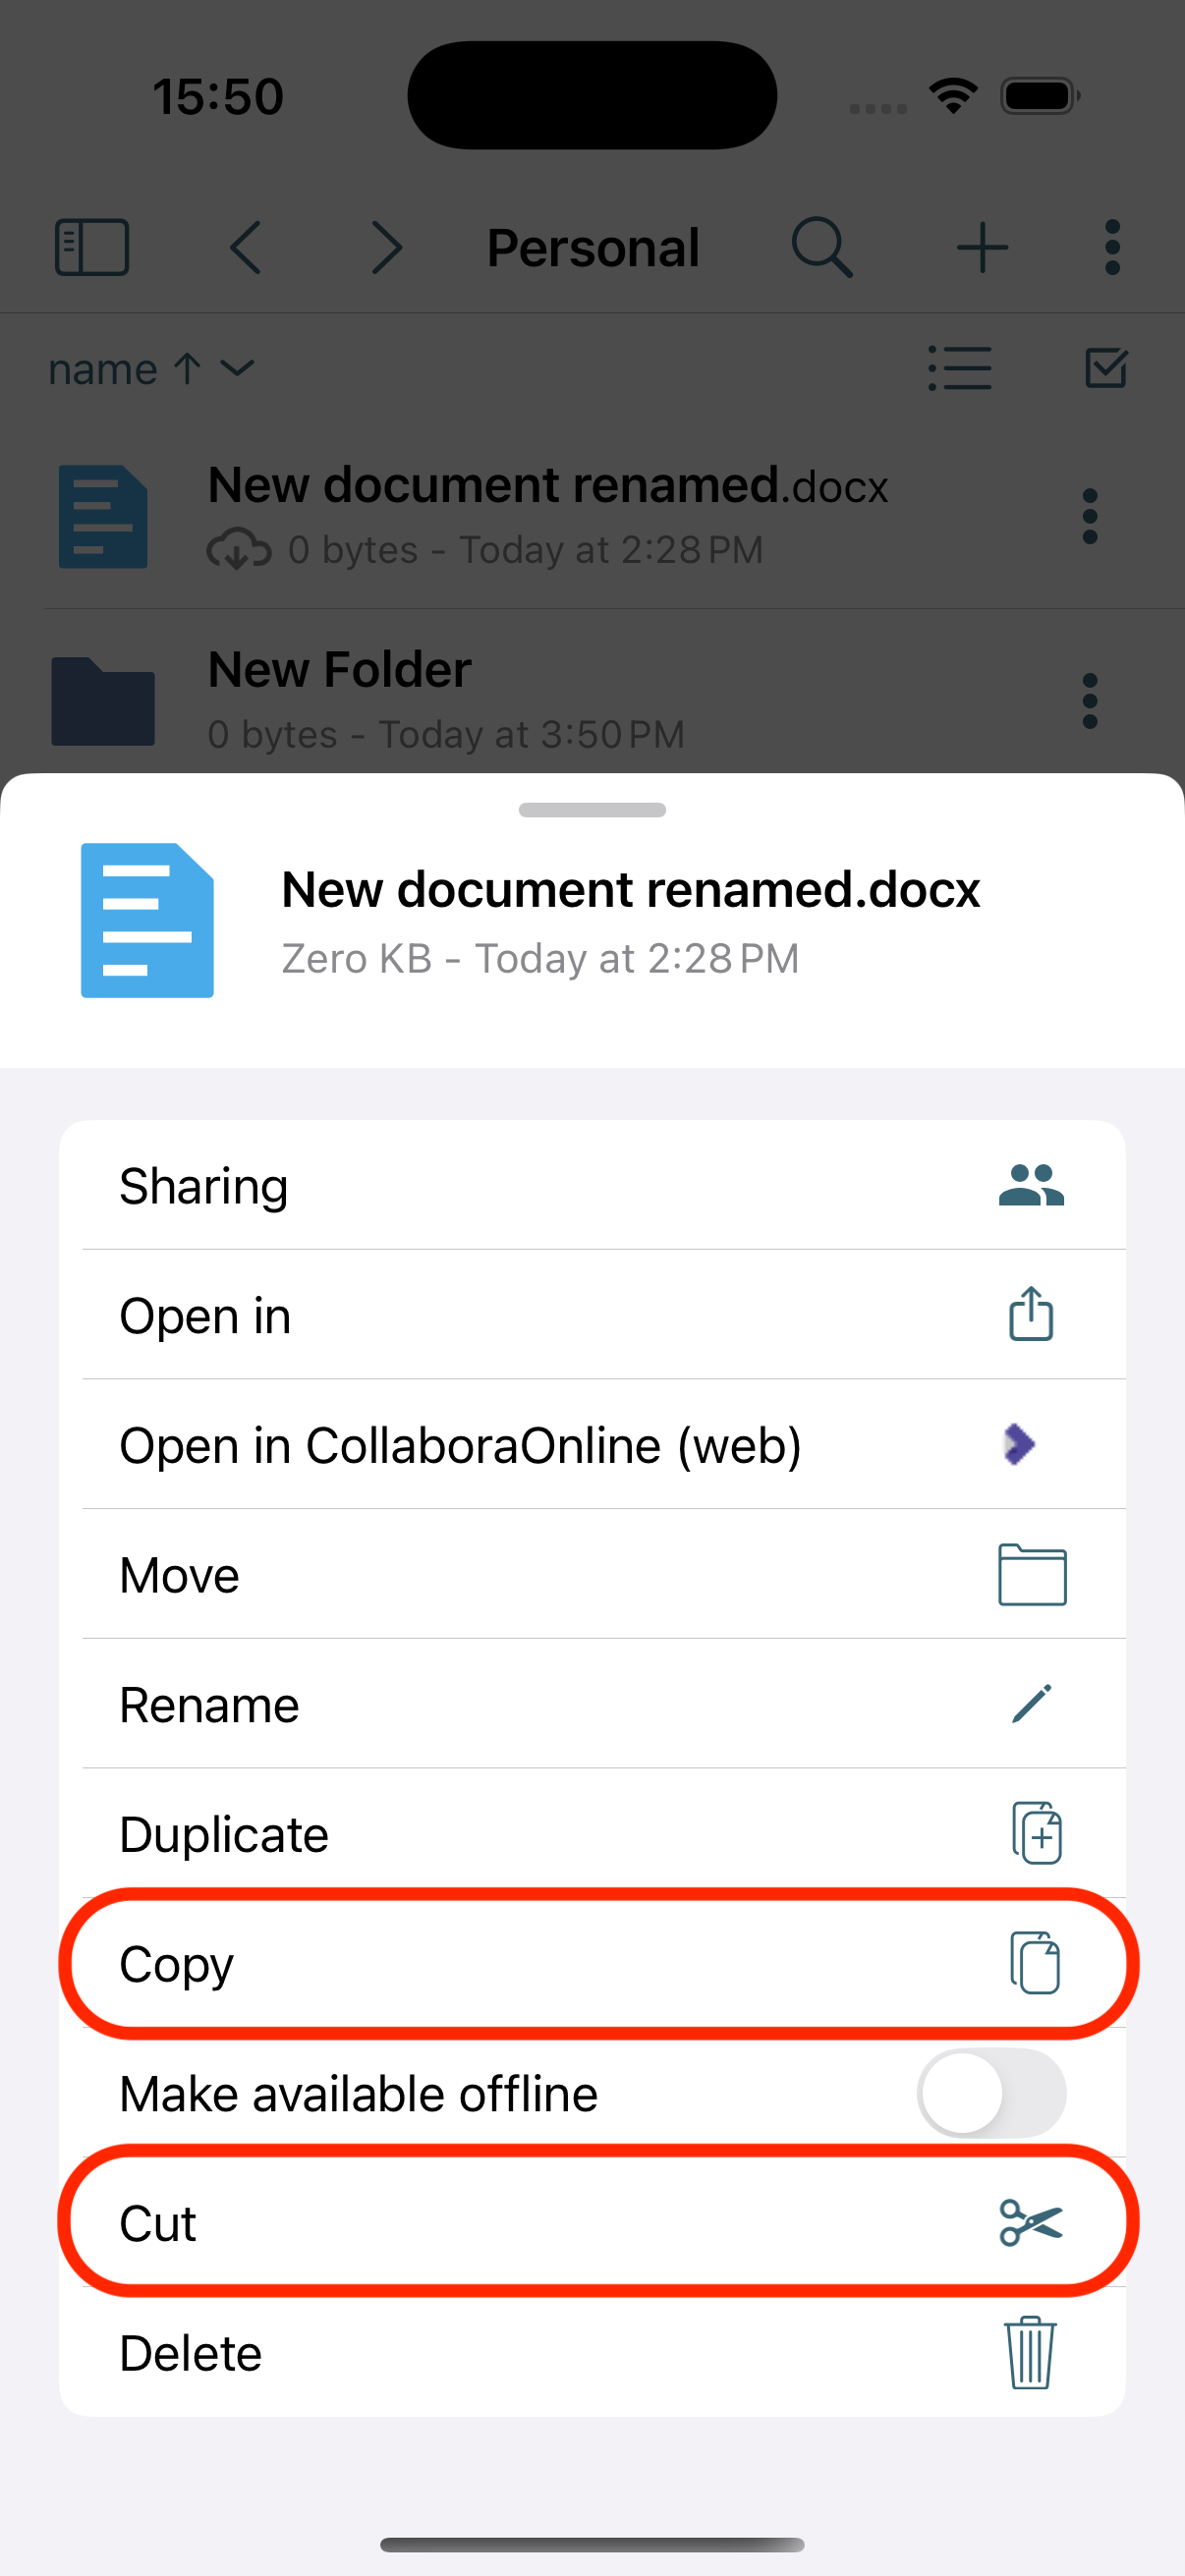 15:50
Personal
name
New document renamed.docx
0 bytes - Today at 2:28 PM
New Folder
0 bytes - Today at 3:50 PM
New document renamed.docx
Zero KB - Today at 2:28 PM
Sharing
Open in
Open in CollaboraOnline (web)
Move
Rename
Duplicate
Copy
Make available offline
Cut
Delete